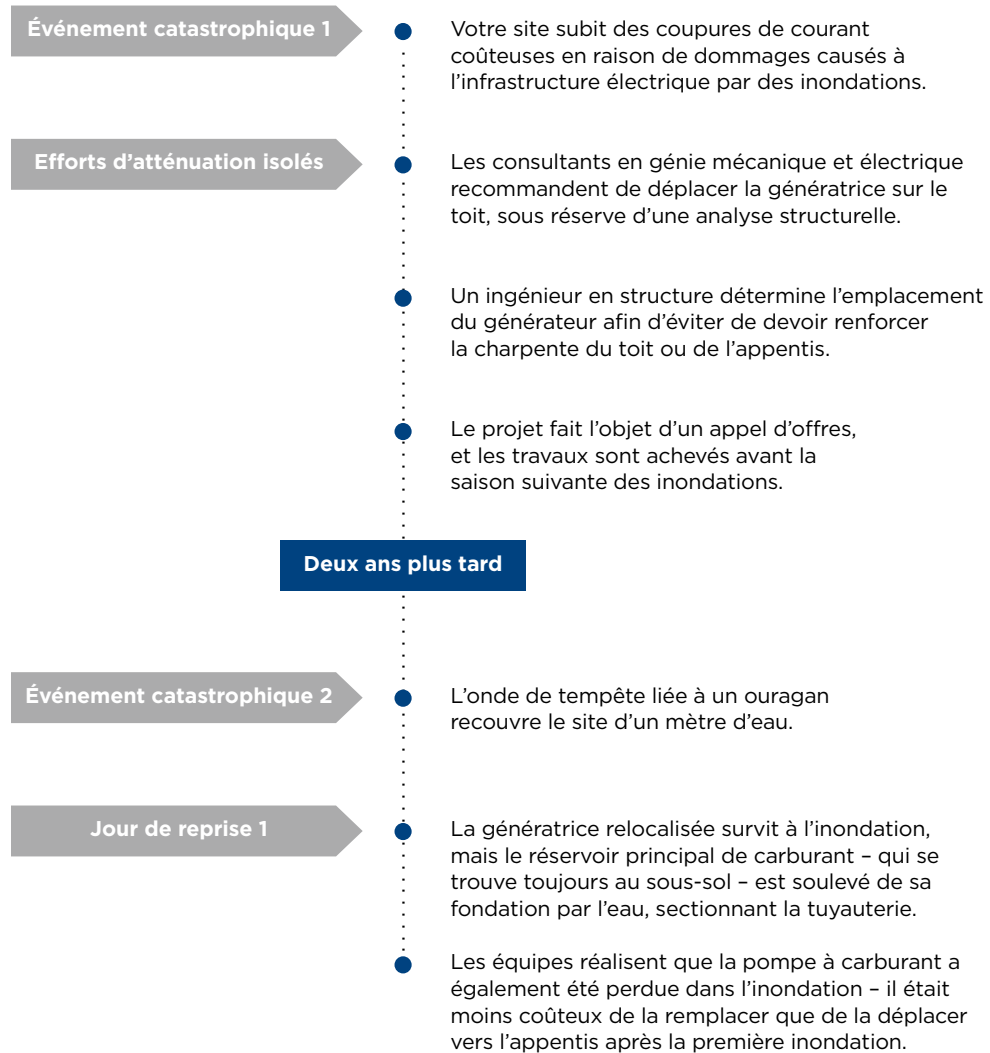 Événement catastrophique 1
Votre site subit des coupures de courant
coûteuses en raison de dommages causés à
l’infrastructure électrique par des inondations.
Efforts d’atténuation isolés
Les consultants en génie mécanique et électrique
recommandent de déplacer la génératrice sur le
toit, sous réserve d’une analyse structurelle.
Un ingénieur en structure détermine l’emplacement
du générateur afin d’éviter de devoir renforcer
la charpente du toit ou de l’appentis.
Le projet fait l’objet d’un appel d’offres,
et les travaux sont achevés avant la
saison suivante des inondations.
Deux ans plus tard
Événement catastrophique 2
L’onde de tempête liée à un ouragan
recouvre le site d’un mètre d’eau.
Jour de reprise 1
La génératrice relocalisée survit à l’inondation,
mais le réservoir principal de carburant – qui se
trouve toujours au sous-sol – est soulevé de sa
fondation par l’eau, sectionnant la tuyauterie.
Les équipes réalisent que la pompe à carburant a
également été perdue dans l’inondation – il était
moins coûteux de la remplacer que de la déplacer
vers l’appentis après la première inondation.